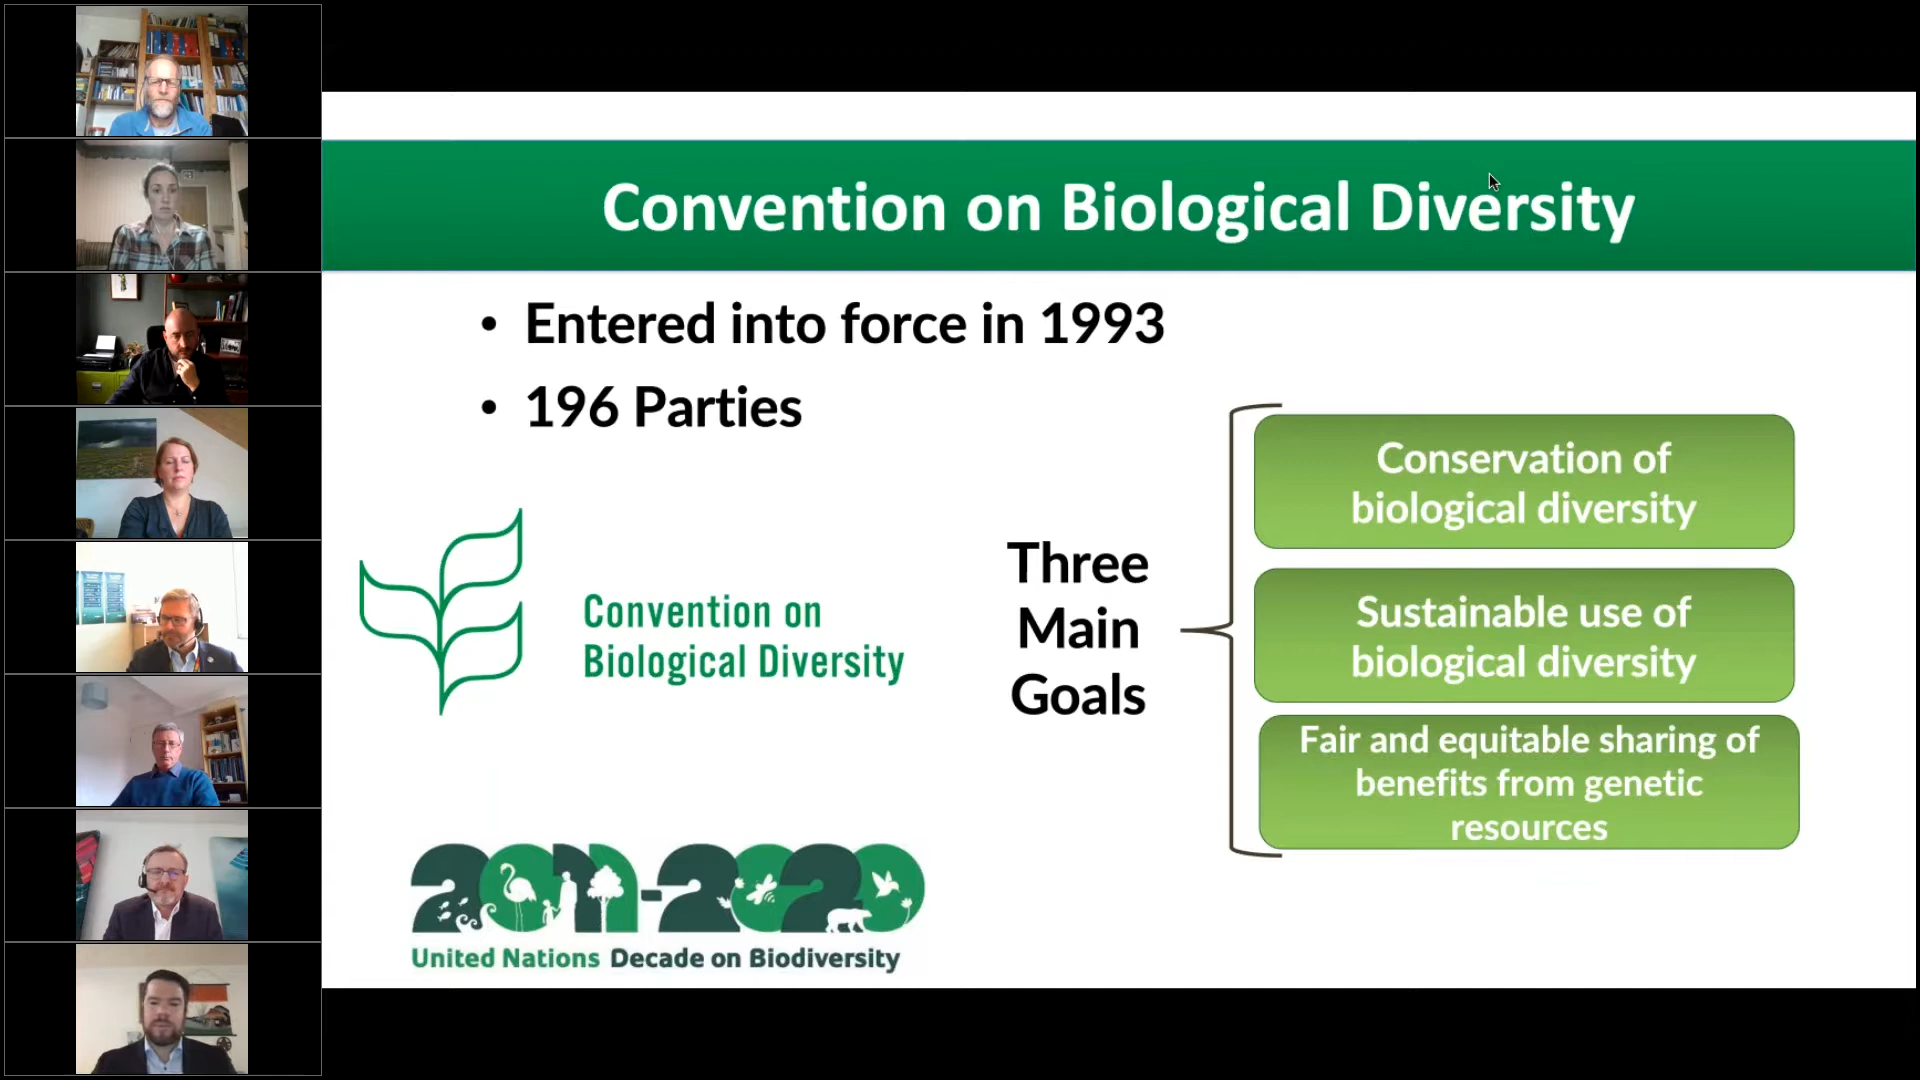 Convention on Biological Diversity
• Entered into force in 1993
• 196 Parties
Convention on
Biological Diversity
Three
Main
Goals
Conservation of
biological diversity
Sustainable use of
biological diversity
Fair and equitable sharing of
benefits from genetic
resources
2011-2020
United Nations Decade on Biodiversity